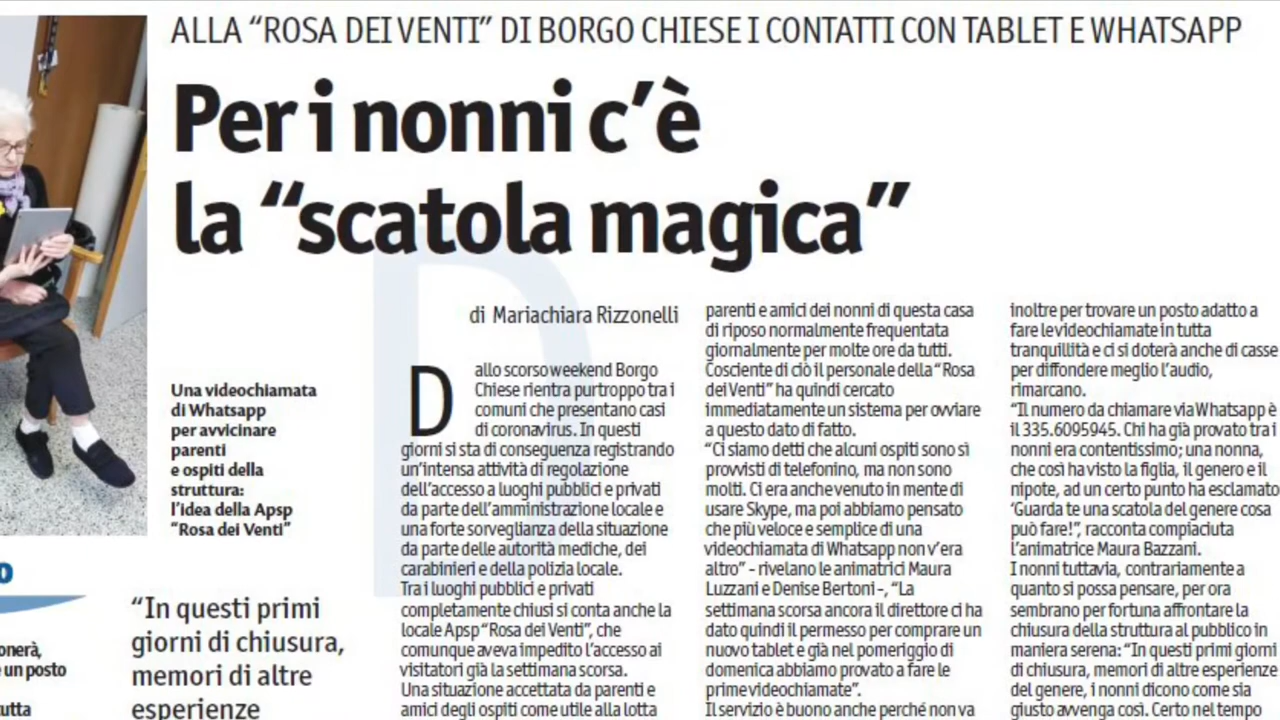 ALLA “ROSA DEI VENTI” DI BORGO CHIESE I CONTATTI CON TABLET E WHATSAPP
Per i nonni c’è
la “scatola magica”
Una videochiamata
di Whatsapp
per avvicinare
parenti
e ospiti della
struttura:
l’idea della Apsp
“Rosa dei Venti”
“In questi primi
giorni di chiusura,
memori di altre
esperienze
un posto
di Mariachiara Rizzonelli
Dallo scorso weekend Borgo
Chiese rientra purtroppo tra i
comuni che presentano casi
di coronavirus. In questi
giorni si sta di conseguenza registrando
un’intensa attività di regolazione
dell’accesso a luoghi pubblici e privati
da parte dell’amministrazione locale e
una forte sorveglianza della situazione
da parte delle autorità mediche, dei
carabinieri e della polizia locale.
Tra i luoghi pubblici e privati
completamente chiusi si conta anche la
locale Apsp “Rosa dei Venti”, che
comunque aveva impedito l’accesso ai
visitatori già la settimana scorsa.
Una situazione accettata da parenti e
amici degli ospiti come utile alla lotta
parenti e amici dei nonni di questa casa
di riposo normalmente frequentata
giornalmente per molte ore da tutti.
Cosciente di ciò il personale della “Rosa
dei Venti” ha quindi cercato
immediatamente un sistema per ovviare
a questo dato di fatto.
“Ci siamo detti che alcuni ospiti sono sì
provvisti di telefonino, ma non sono
molti. Ci era anche venuto in mente di
usare Skype, ma poi abbiamo pensato
che più veloce e semplice di una
videochiamata di Whatsapp non v’era
altro” - rivelano le animatrici Maura
Luzzani e Denise Bertoni -, “La
settimana scorsa ancora il direttore ci ha
dato quindi il permesso per comprare un
nuovo tablet e già nel pomeriggio di
domenica abbiamo provato a fare le
prime videochiamate”.
Il servizio è buono anche perché non va
inoltre per trovare un posto adatto a
fare le videochiamate in tutta
tranquillità e ci si doterà anche di casse
per diffondere meglio l’audio,
rimarcano.
“Il numero da chiamare via Whatsapp è
il 335.6095945. Chi ha già provato tra i
nonni era contentissimo; una nonna,
che così ha visto la figlia, il genero e il
nipote, ad un certo punto ha esclamato
‘Guarda te una scatola del genere cosa
può fare!”, racconta compiaciuta
l’animatrice Maura Bazzani.
I nonni tuttavia, contrariamente a
quanto si possa pensare, per ora
sembrano per fortuna affrontare la
chiusura della struttura al pubblico in
maniera serena: “In questi primi giorni
di chiusura, memori di altre esperienze
del genere, i nonni dicono come sia
giusto avvenga così. Certo nel tempo